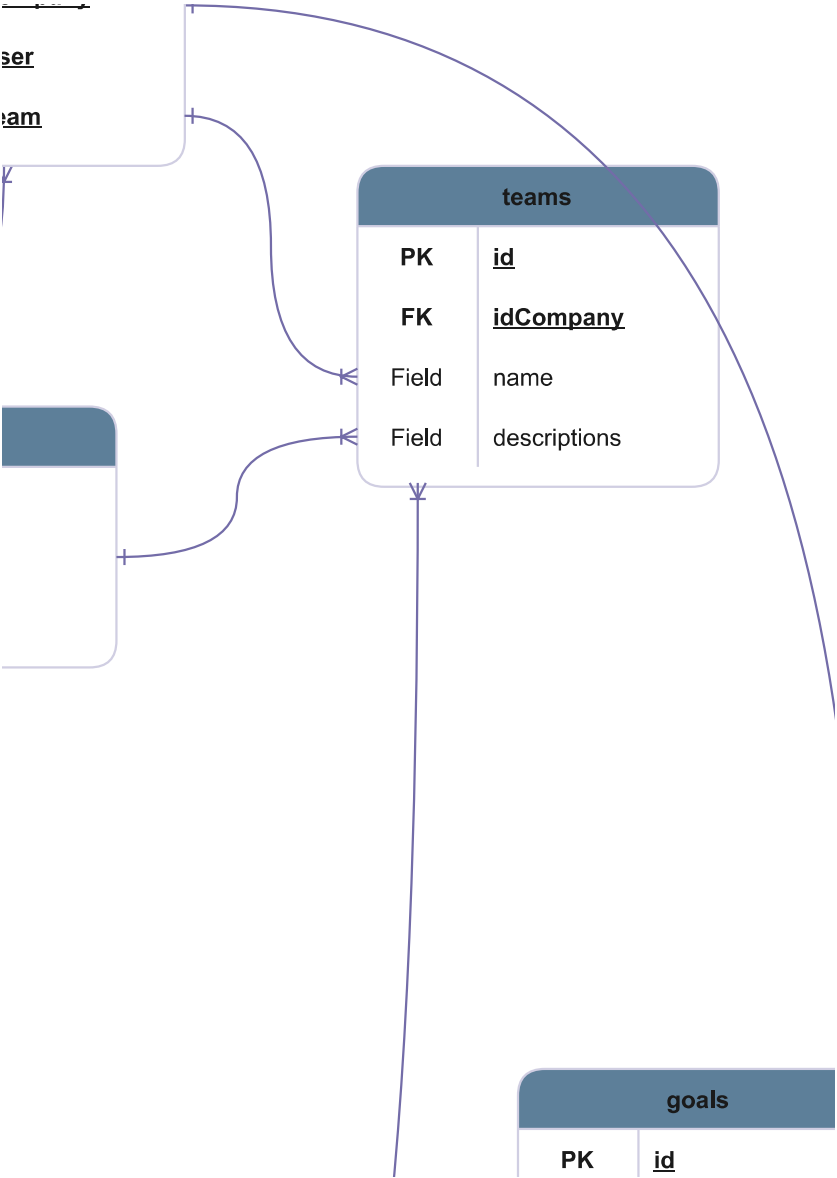 ser
eam
teams
PK id
FK idCompany
Field name
Field descriptions
goals
PK id